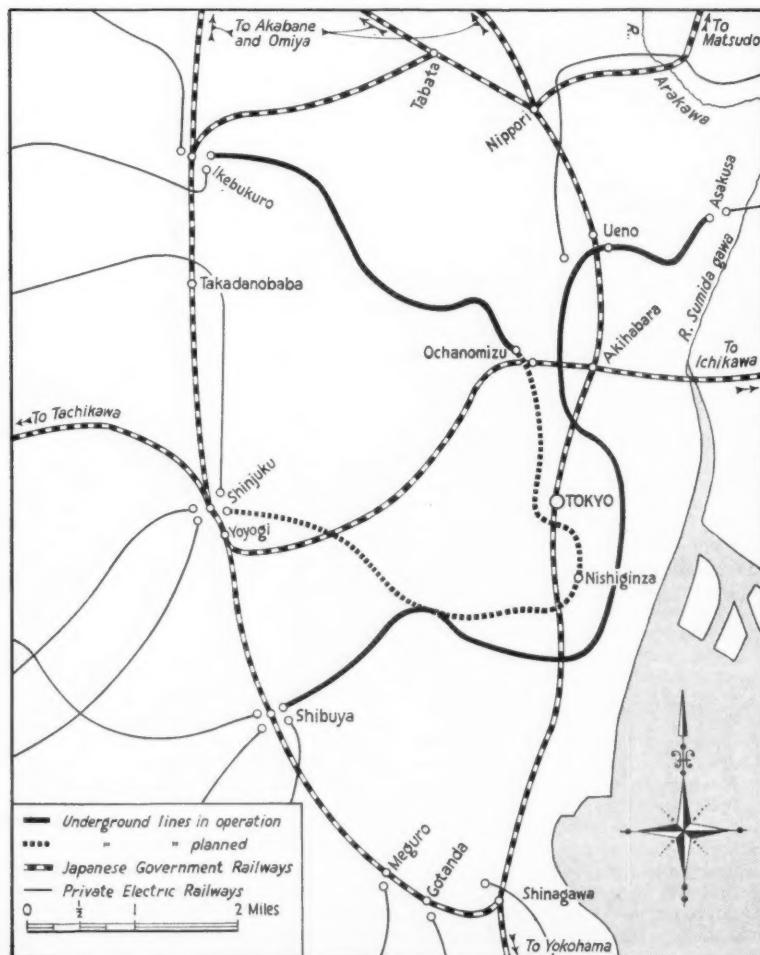 To Akabane
and Omiya
To
Matsudo
R.
Arakawa
Tabata
Nippori
Ikebukuro
Asakusa
Ueno
R. Sumida gawa
Takadanobaba
Ochanomizu
Akihabara
To
Ichikawa
To Tachikawa
Shinjuku
Yoyogi
TOKYO
Nishiginza
Shibuya
Meguro
Gotanda
Shinagawa
To Yokohama
Underground lines in operation
" " planned
Japanese Government Railways
Private Electric Railways
0 ½ 1 2 Miles